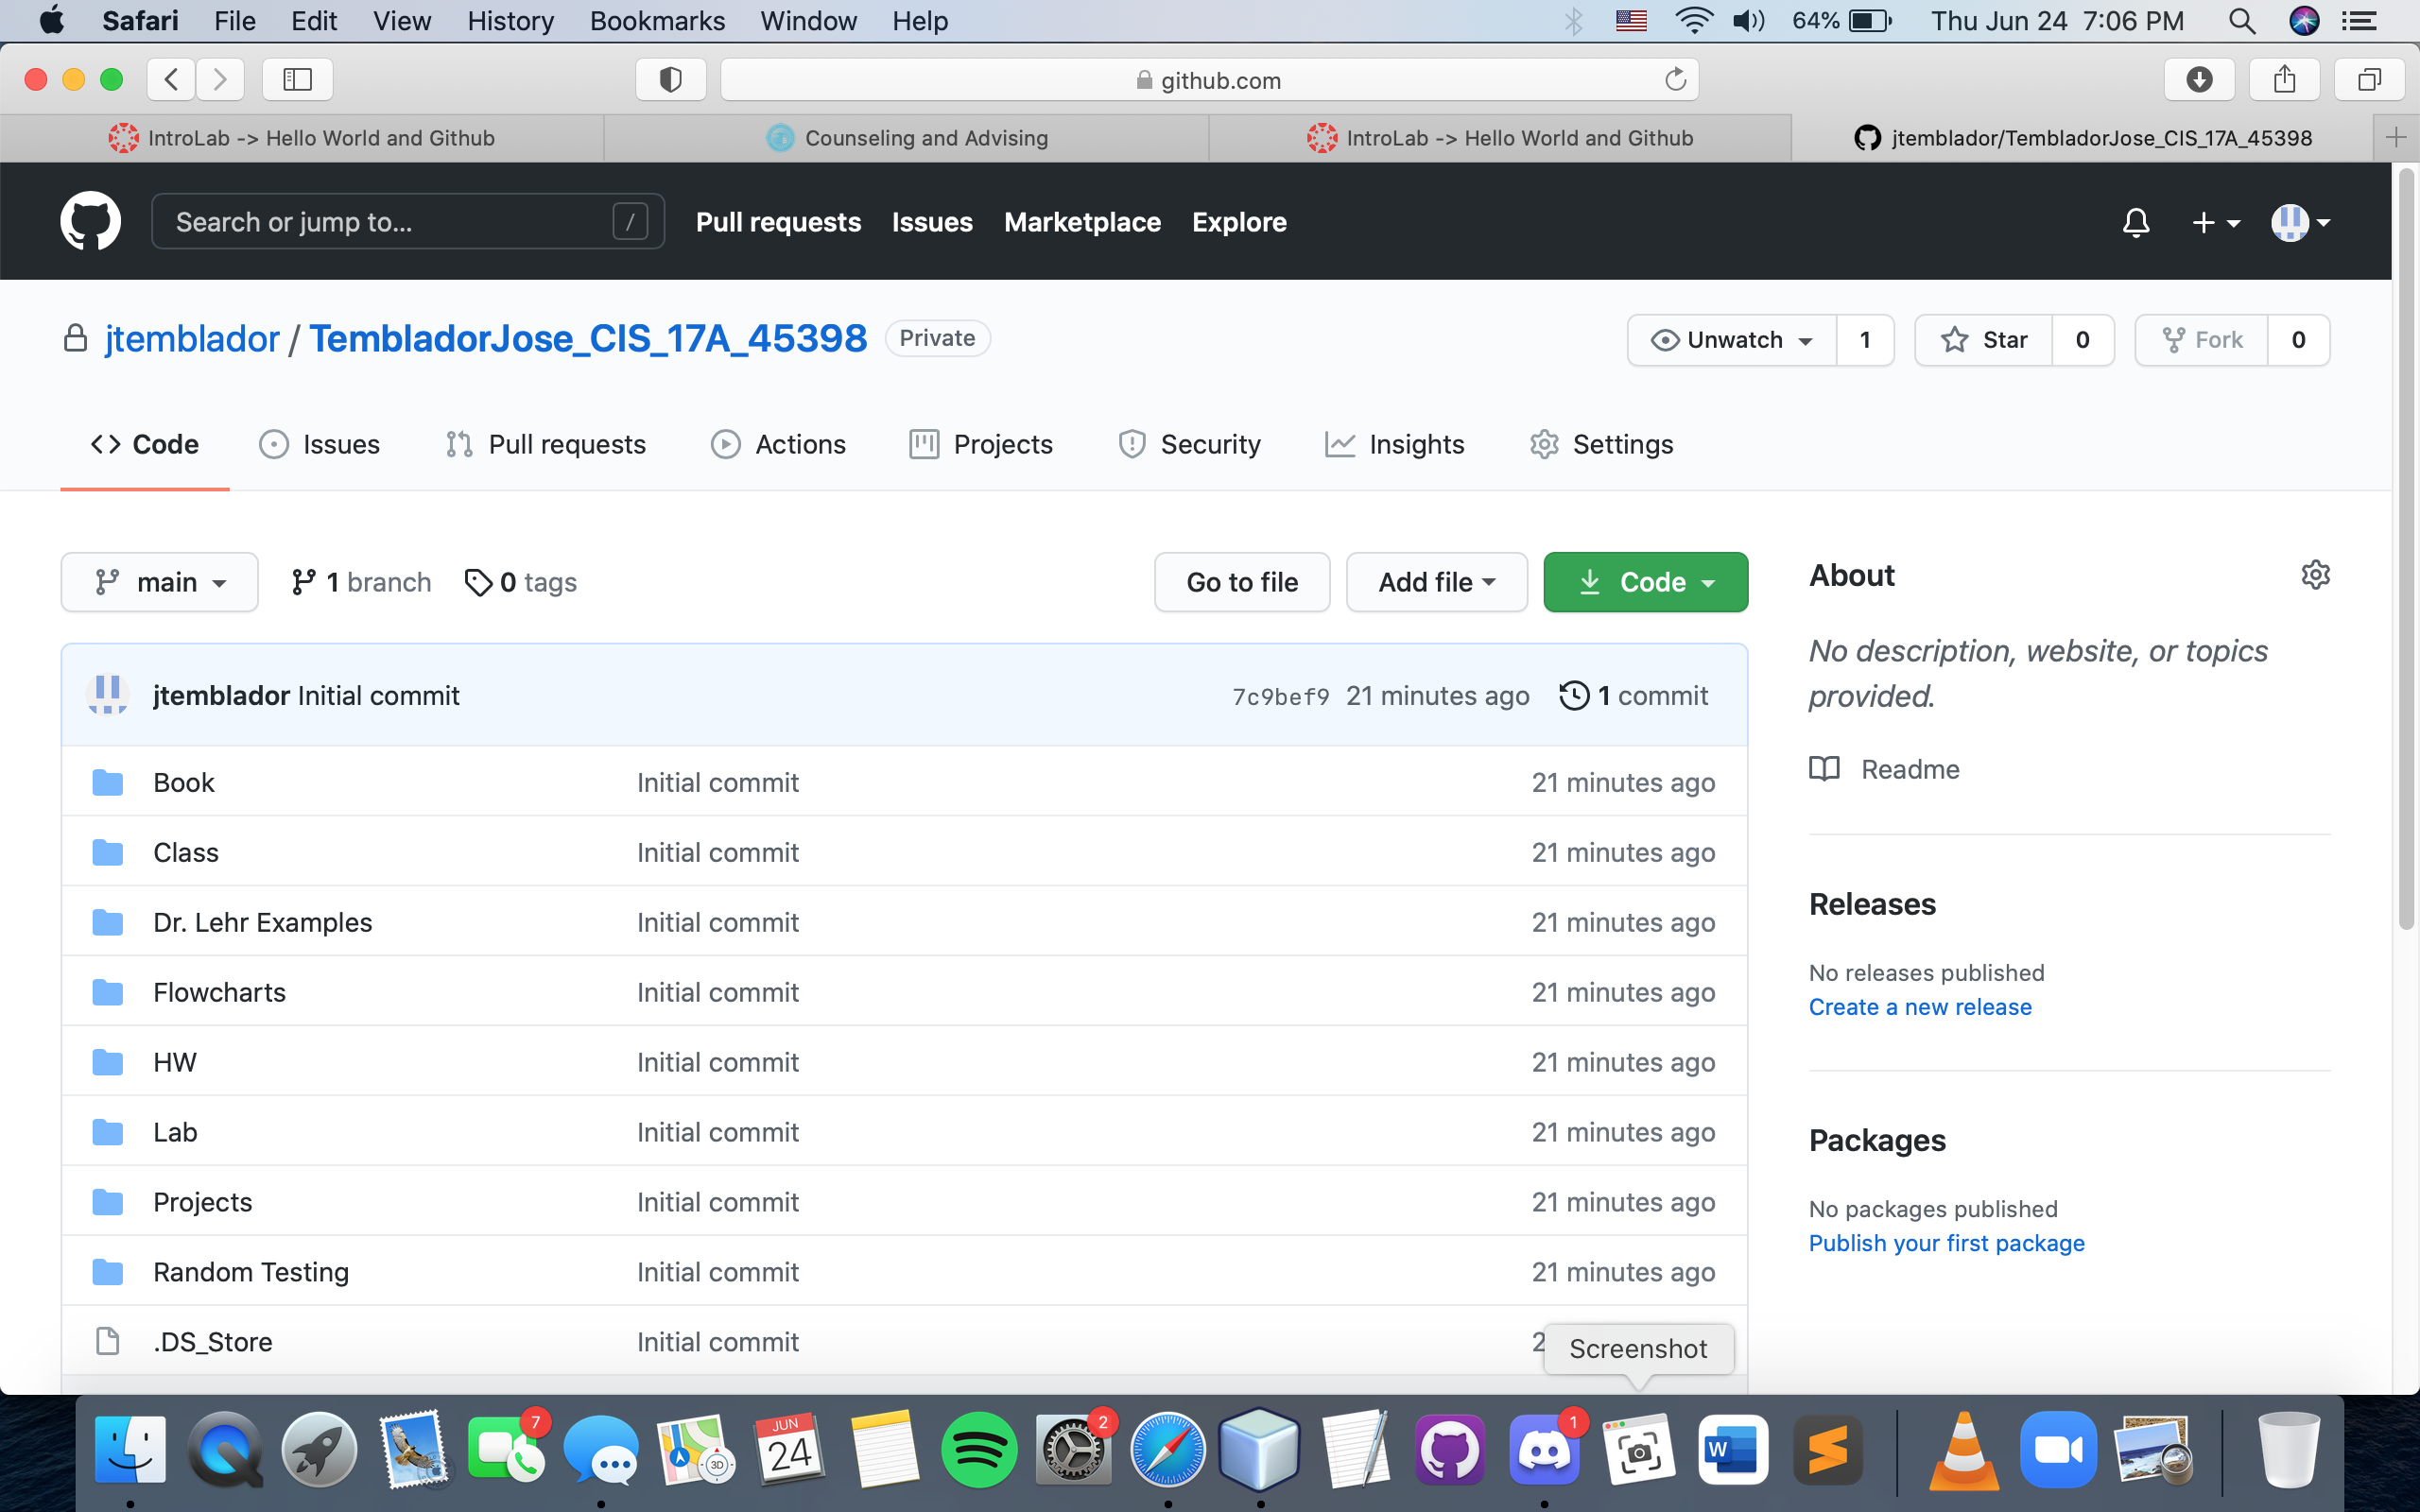 Safari File Edit View History Bookmarks Window Help 64% Thu Jun 24 7:06 PM
github.com
IntroLab -> Hello World and Github Counseling and Advising IntroLab -> Hello World and Github jtemblador/TembladorJose_CIS_17A_45398
Search or jump to... / Pull requests Issues Marketplace Explore
jtemblador / TembladorJose_CIS_17A_45398 Private Unwatch 1 Star 0 Fork 0
Code Issues Pull requests Actions Projects Security Insights Settings
main 1 branch 0 tags Go to file Add file Code
About
No description, website, or topics
provided.
Readme
Releases
No releases published
Create a new release
Packages
No packages published
Publish your first package
jtemblador Initial commit 7c9bef9 21 minutes ago 1 commit
Book Initial commit 21 minutes ago
Class Initial commit 21 minutes ago
Dr. Lehr Examples Initial commit 21 minutes ago
Flowcharts Initial commit 21 minutes ago
HW Initial commit 21 minutes ago
Lab Initial commit 21 minutes ago
Projects Initial commit 21 minutes ago
Random Testing Initial commit 21 minutes ago
.DS_Store Initial commit 2
Screenshot
7 JUN 24 2 1 W 3D